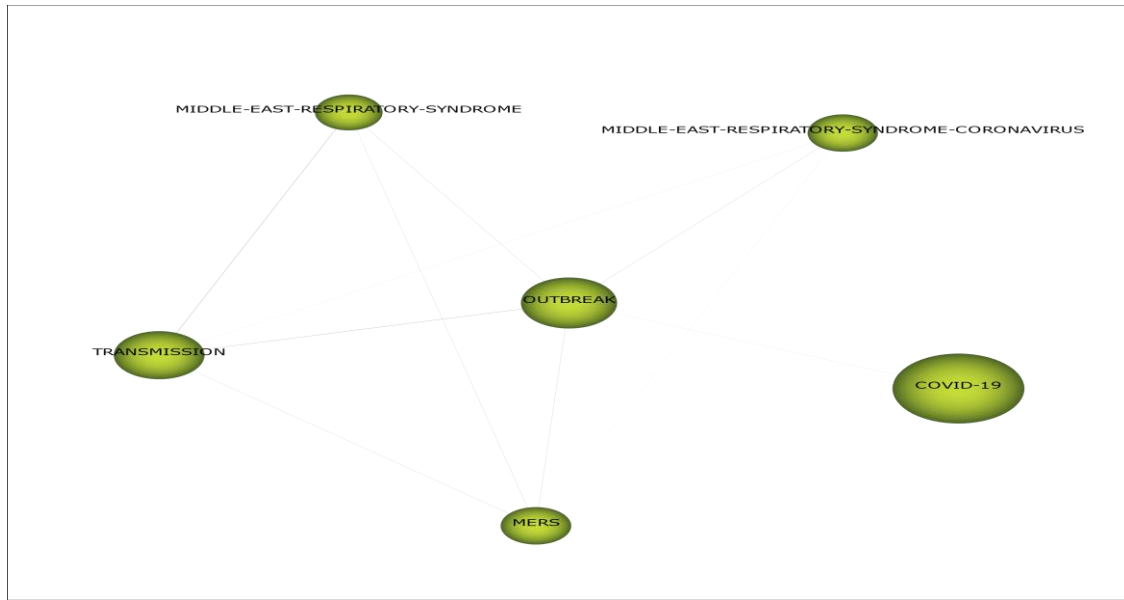 MIDDLE-EAST-RESPIRATORY-SYNDROME
MIDDLE-EAST-RESPIRATORY-SYNDROME-CORONAVIRUS
OUTBREAK
TRANSMISSION
COVID-19
MERS